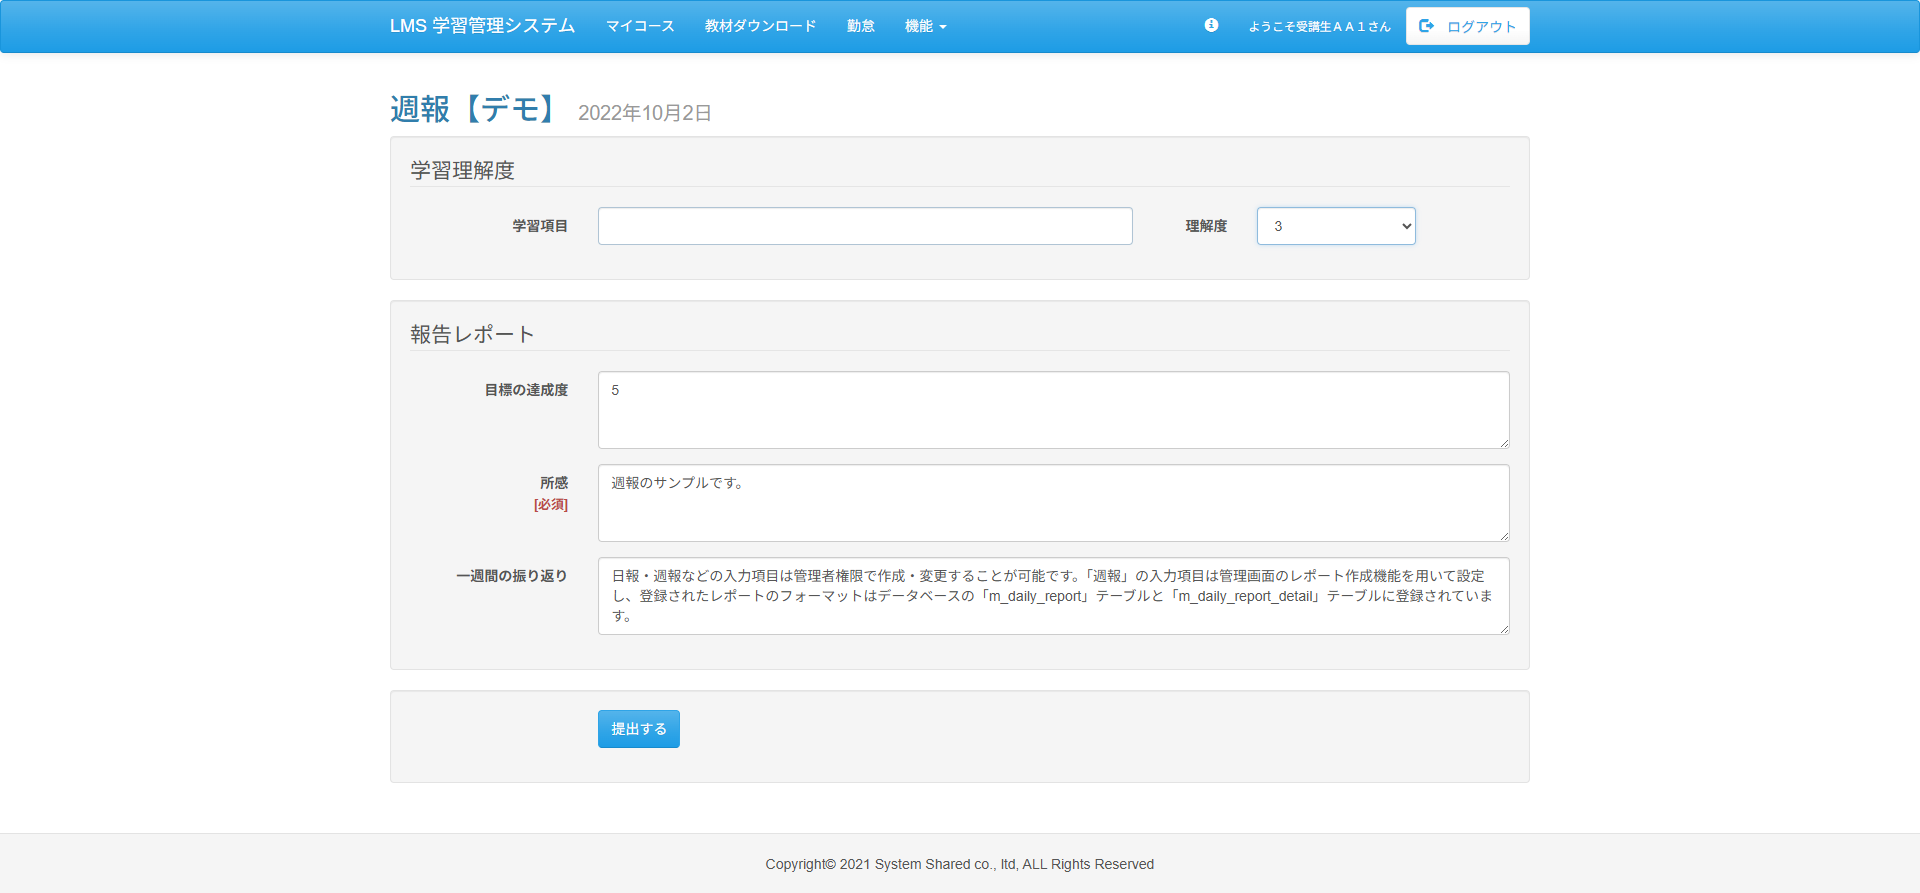 LMS 学習管理システム マイコース 教材ダウンロード 勤怠 機能 ようこそ受講生ＡＡ１さん ログアウト
週報【デモ】 2022年10月2日
学習理解度
学習項目 理解度 3
報告レポート
目標の達成度 5
所感 週報のサンプルです。
[必須]
一週間の振り返り 日報・週報などの入力項目は管理者権限で作成・変更することが可能です。「週報」の入力項目は管理画面のレポート作成機能を用いて設定
し、登録されたレポートのフォーマットはデータベースの「m_daily_report」テーブルと「m_daily_report_detail」テーブルに登録されていま
す。
提出する
Copyright© 2021 System Shared co., ltd, ALL Rights Reserved